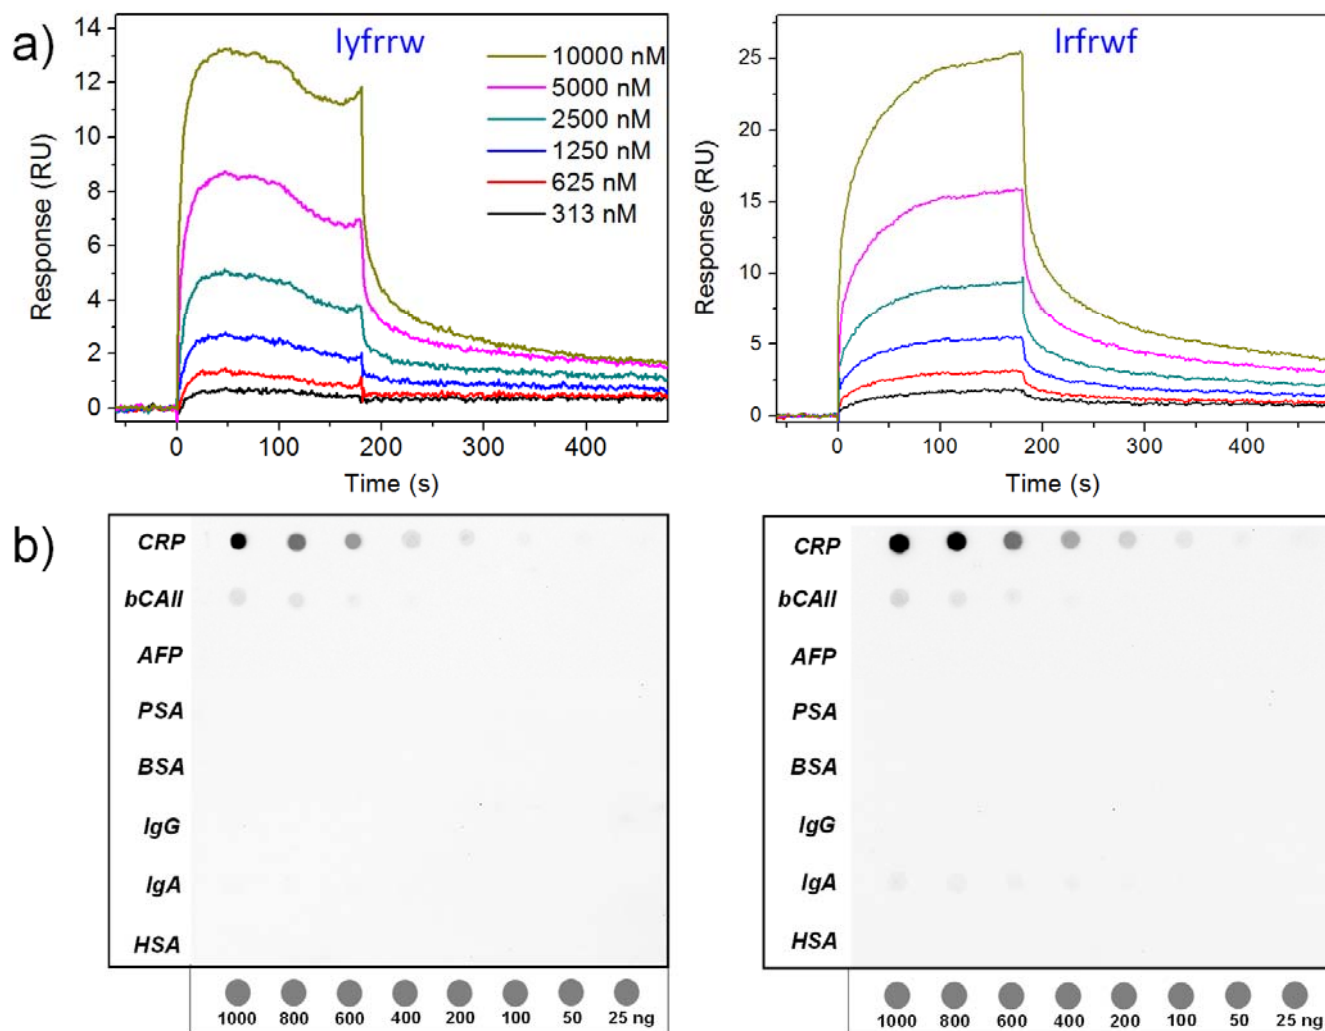 a)
lyfrrw
10000 nM
5000 nM
2500 nM
1250 nM
625 nM
313 nM
Response (RU)
14
12
10
8
6
4
2
0
0 100 200 300 400
Time (s)
lrfrwf
Response (RU)
25
20
15
10
5
0
0 100 200 300 400
Time (s)
b)
CRP
bCAII
AFP
PSA
BSA
IgG
IgA
HSA
1000 800 600 400 200 100 50 25 ng
CRP
bCAII
AFP
PSA
BSA
IgG
IgA
HSA
1000 800 600 400 200 100 50 25 ng